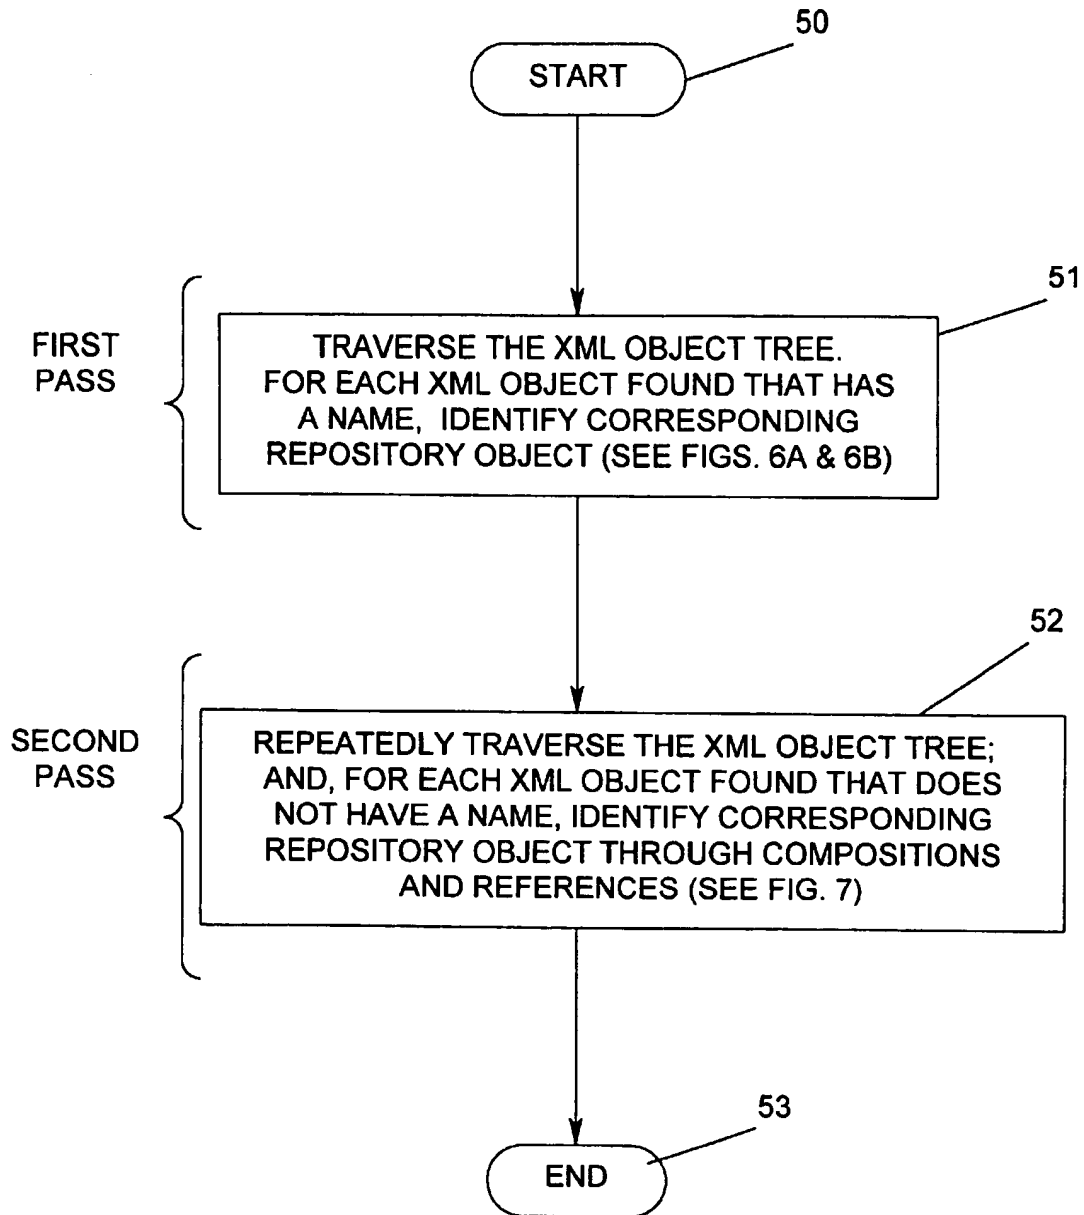 50
START
51
FIRST
PASS
TRAVERSE THE XML OBJECT TREE.
FOR EACH XML OBJECT FOUND THAT HAS
A NAME, IDENTIFY CORRESPONDING
REPOSITORY OBJECT (SEE FIGS. 6A & 6B)
52
SECOND
PASS
REPEATEDLY TRAVERSE THE XML OBJECT TREE;
AND, FOR EACH XML OBJECT FOUND THAT DOES
NOT HAVE A NAME, IDENTIFY CORRESPONDING
REPOSITORY OBJECT THROUGH COMPOSITIONS
AND REFERENCES (SEE FIG. 7)
53
END